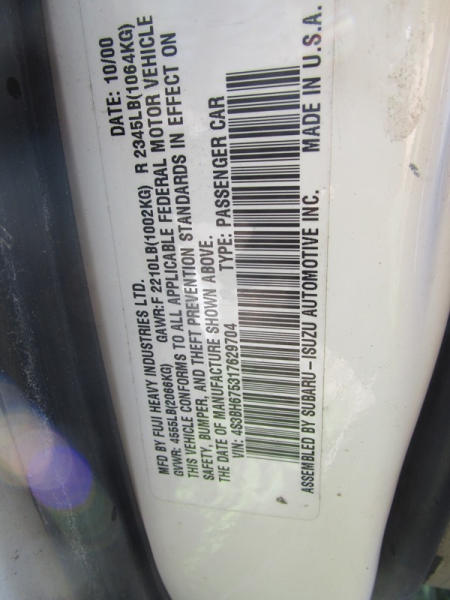 MFD BY FUJI HEAVY INDUSTRIES LTD. DATE: 10/00
GVWR: 4555LB(2066KG) GAWR:F 2210LB(1002KG) R 2345LB(1064KG)
THIS VEHICLE CONFORMS TO ALL APPLICABLE FEDERAL MOTOR VEHICLE
SAFETY, BUMPER, AND THEFT PREVENTION STANDARDS IN EFFECT ON
THE DATE OF MANUFACTURE SHOWN ABOVE.
VIN: 4S3BH675317629704 TYPE: PASSENGER CAR
ASSEMBLED BY SUBARU-ISUZU AUTOMOTIVE INC. MADE IN U.S.A.
P